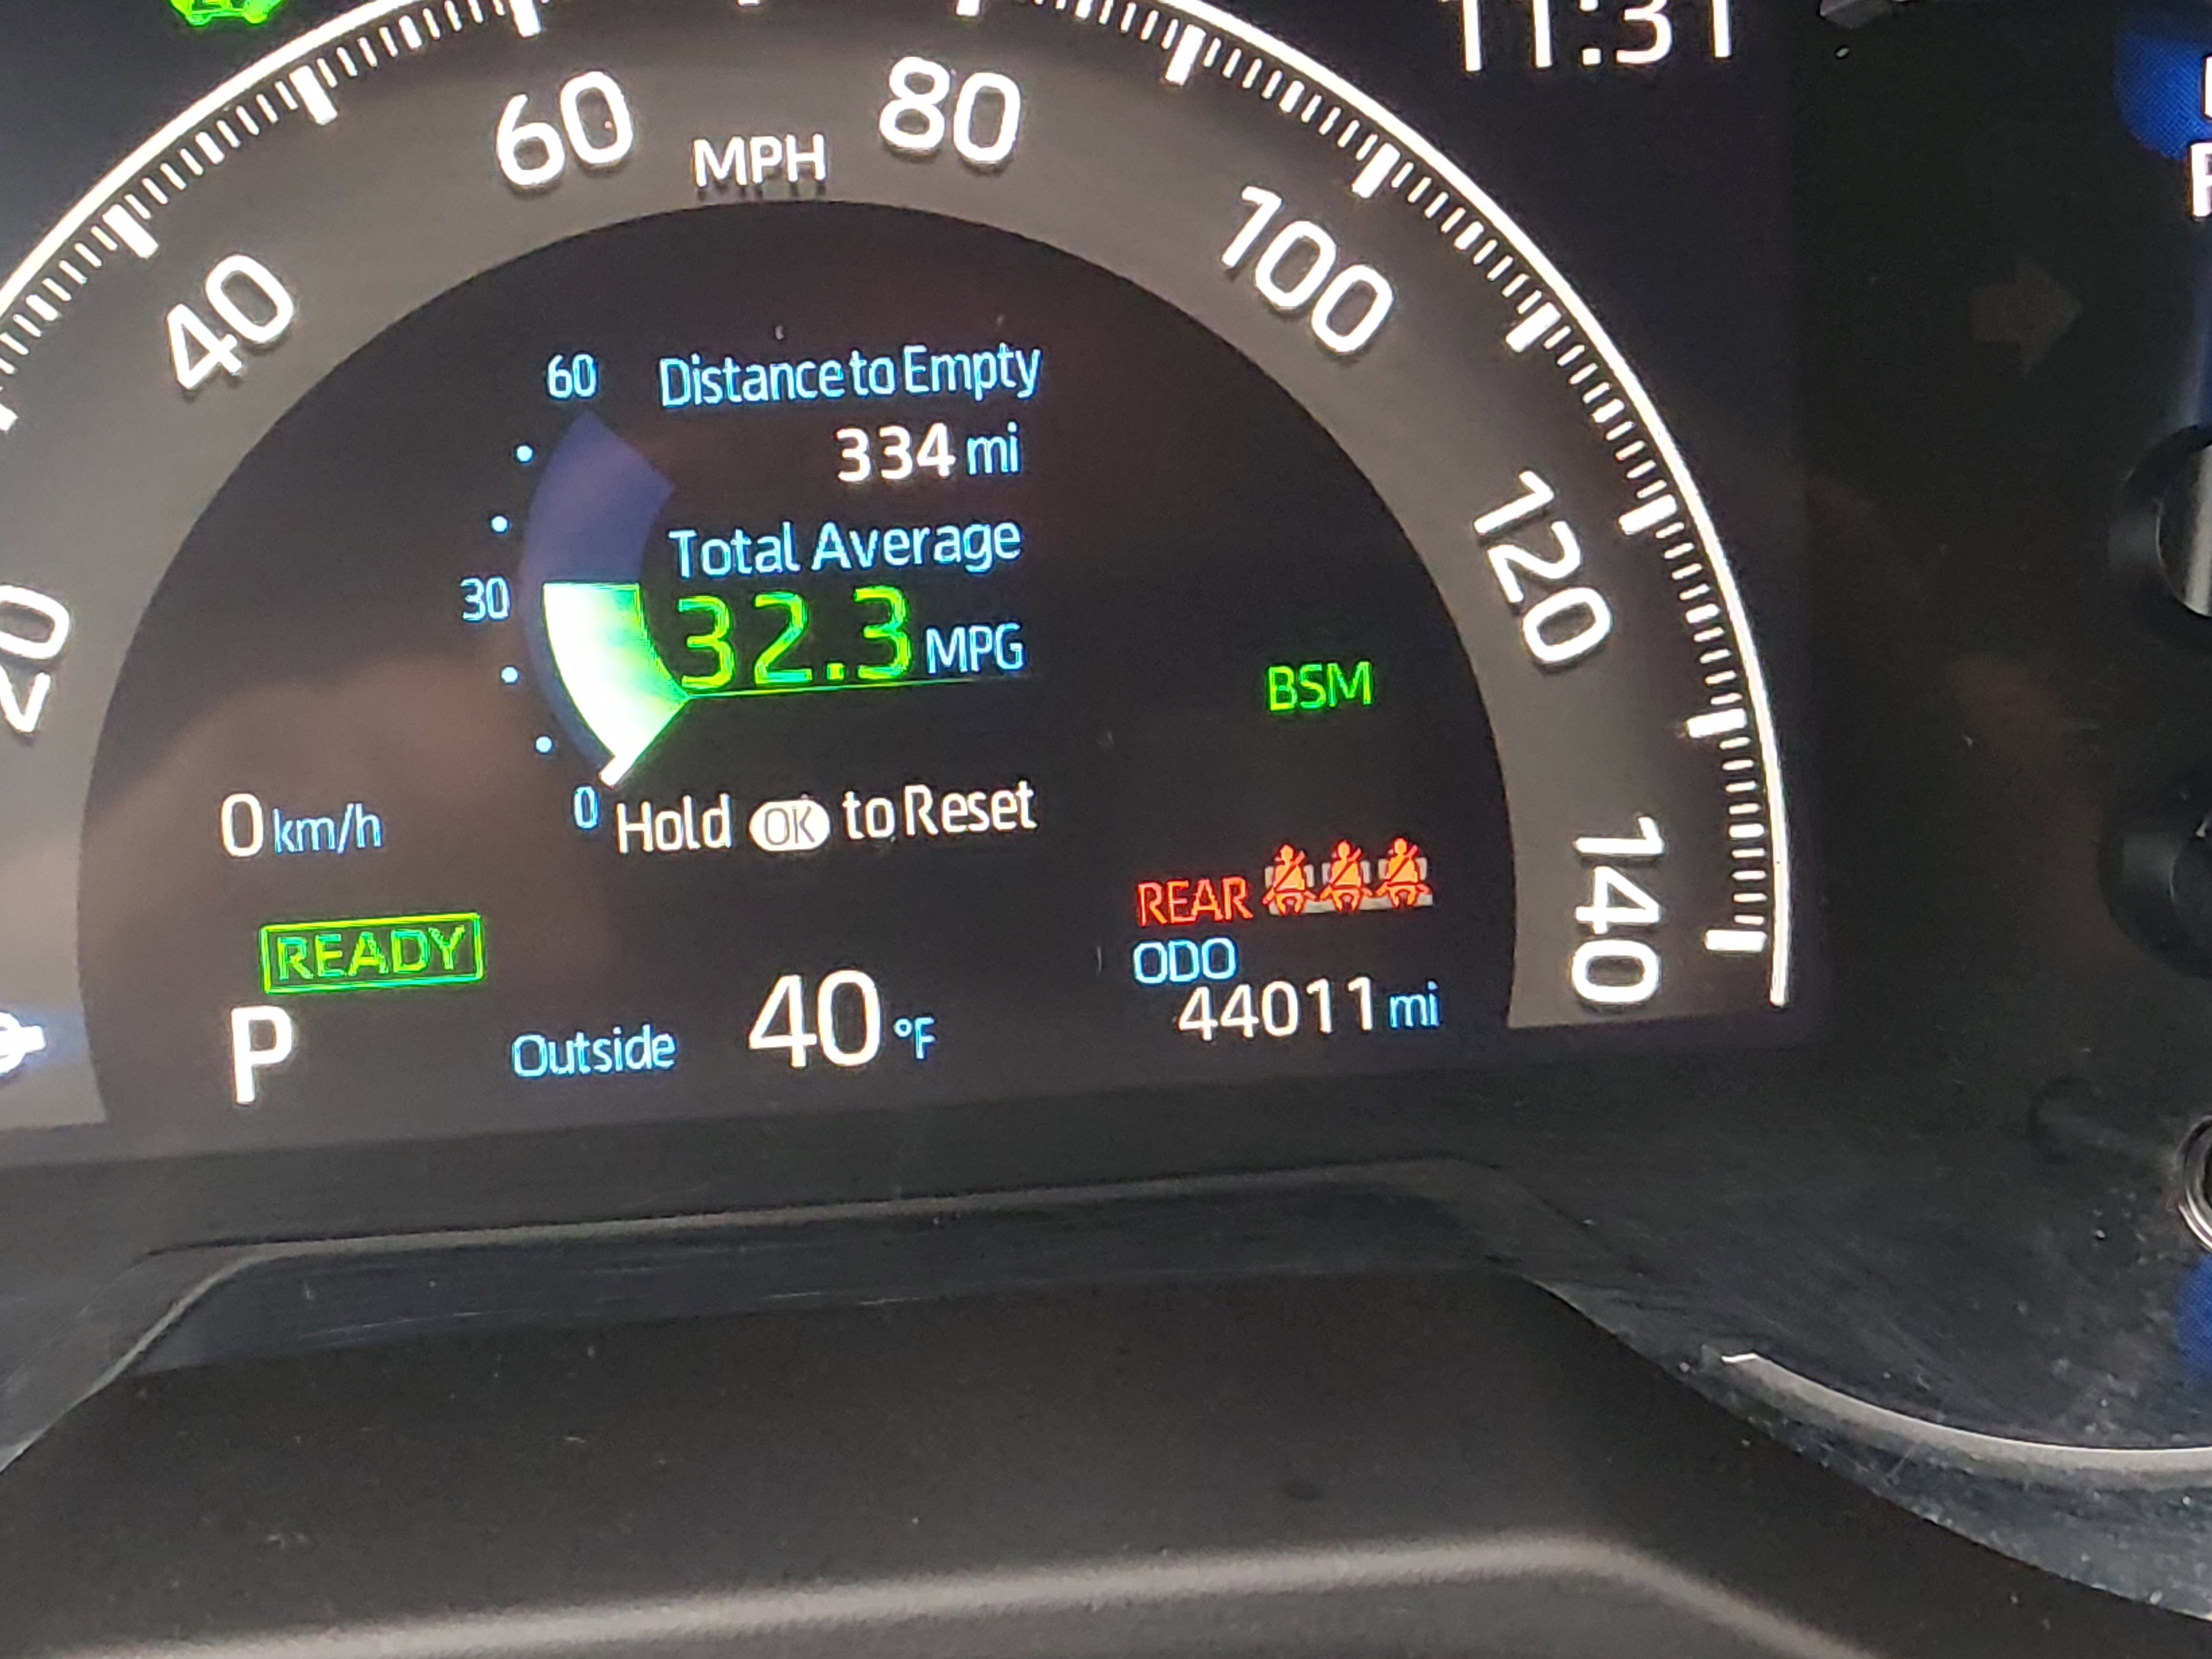 11:31
20
40
60
MPH
80
100
120
140
60
Distance to Empty
334 mi
Total Average
30
32.3 MPG
BSM
0
Hold OK to Reset
0 km/h
REAR
READY
ODO
44011 mi
P
Outside
40 °F